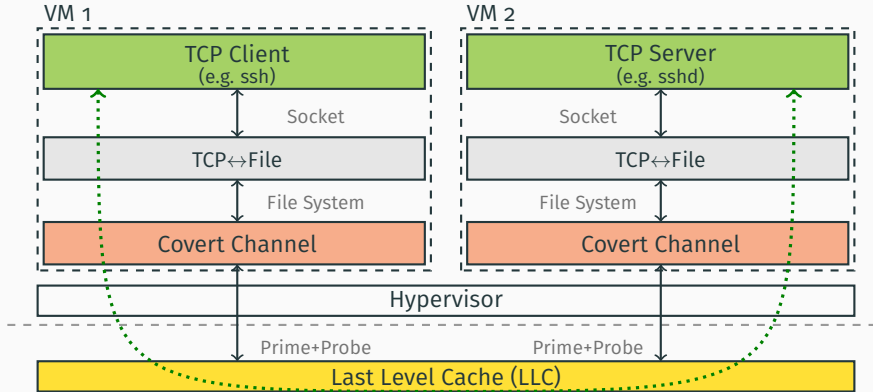 VM 1
VM 2
TCP Client
(e.g. ssh)
TCP Server
(e.g. sshd)
Socket
Socket
TCP↔File
TCP↔File
File System
File System
Covert Channel
Covert Channel
Hypervisor
Prime+Probe
Prime+Probe
Last Level Cache (LLC)